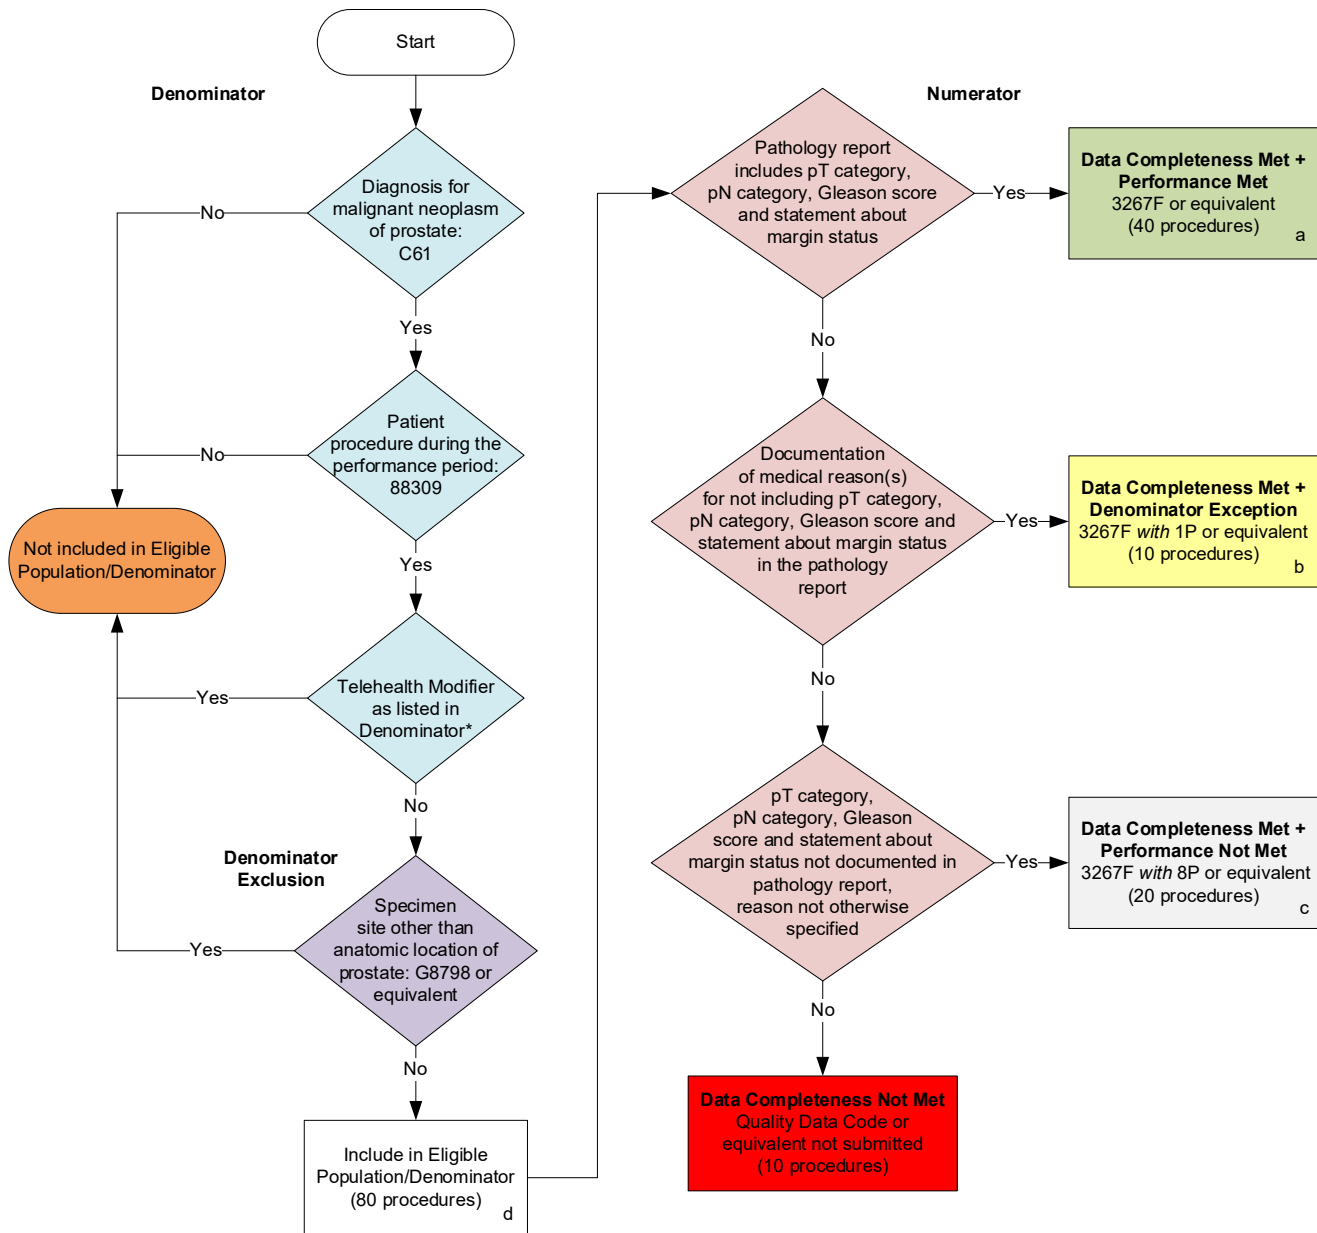 Start
Denominator
Diagnosis for
malignant neoplasm
of prostate:
C61
No
Yes
Patient
procedure during the
performance period:
88309
No
Yes
Not included in Eligible
Population/Denominator
Telehealth Modifier
as listed in
Denominator*
Yes
No
Denominator
Exclusion
Specimen
site other than
anatomic location of
prostate: G8798 or
equivalent
Yes
No
Include in Eligible
Population/Denominator
(80 procedures)
d
Numerator
Pathology report
includes pT category,
pN category, Gleason score
and statement about
margin status
Yes
Data Completeness Met +
Performance Met
3267F or equivalent
(40 procedures)
a
No
Documentation
of medical reason(s)
for not including pT category,
pN category, Gleason score and
statement about margin status
in the pathology
report
Yes
Data Completeness Met +
Denominator Exception
3267F with 1P or equivalent
(10 procedures)
b
No
pT category,
pN category, Gleason
score and statement about
margin status not documented in
pathology report,
reason not otherwise
specified
Yes
Data Completeness Met +
Performance Not Met
3267F with 8P or equivalent
(20 procedures)
c
No
Data Completeness Not Met
Quality Data Code or
equivalent not submitted
(10 procedures)